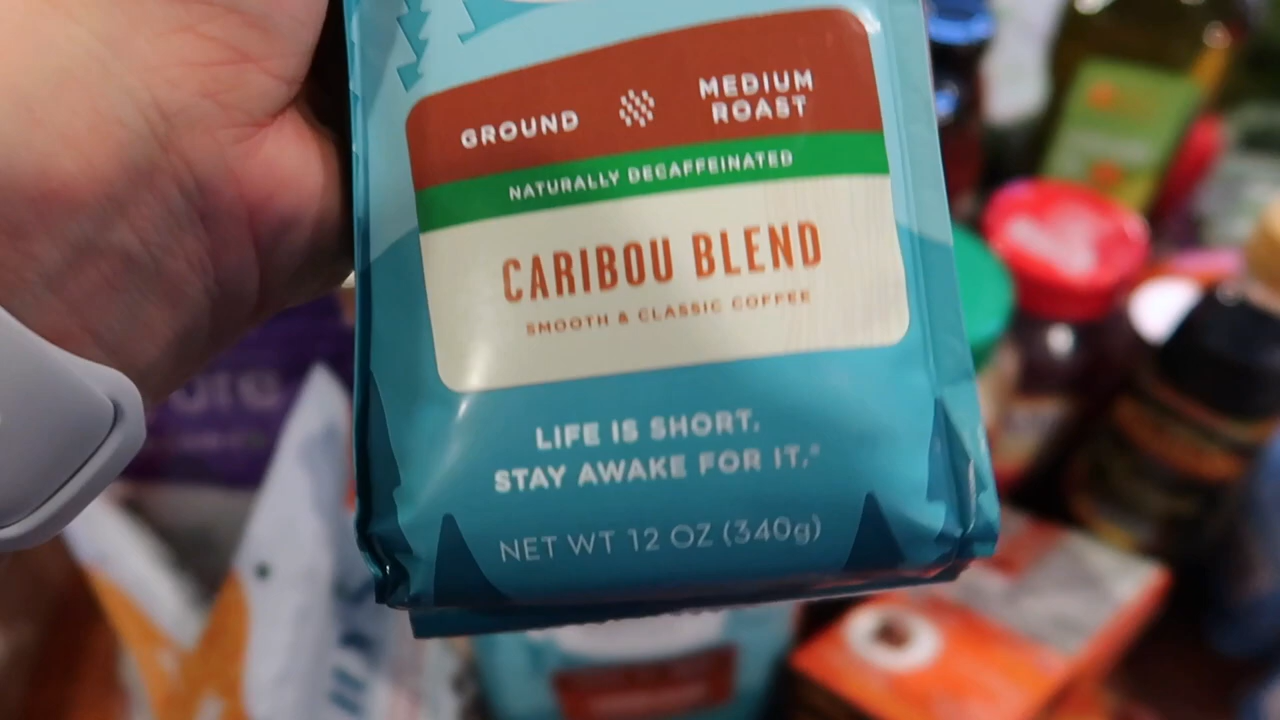 GROUND
MEDIUM
ROAST
NATURALLY DECAFFEINATED
CARIBOU BLEND
SMOOTH & CLASSIC COFFEE
LIFE IS SHORT.
STAY AWAKE FOR IT.®
NET WT 12 OZ (340g)